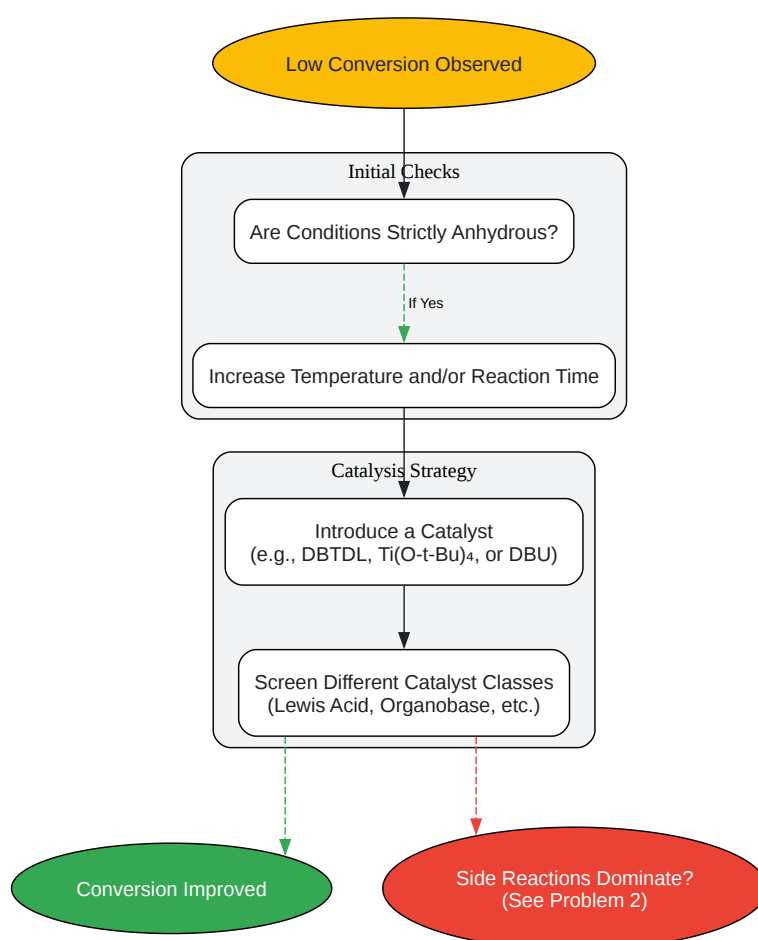 Low Conversion Observed
Initial Checks
Are Conditions Strictly Anhydrous?
If Yes
Increase Temperature and/or Reaction Time
Catalysis Strategy
Introduce a Catalyst
(e.g., DBTDL, Ti(O-t-Bu)₄, or DBU)
Screen Different Catalyst Classes
(Lewis Acid, Organobase, etc.)
Conversion Improved
Side Reactions Dominate?
(See Problem 2)